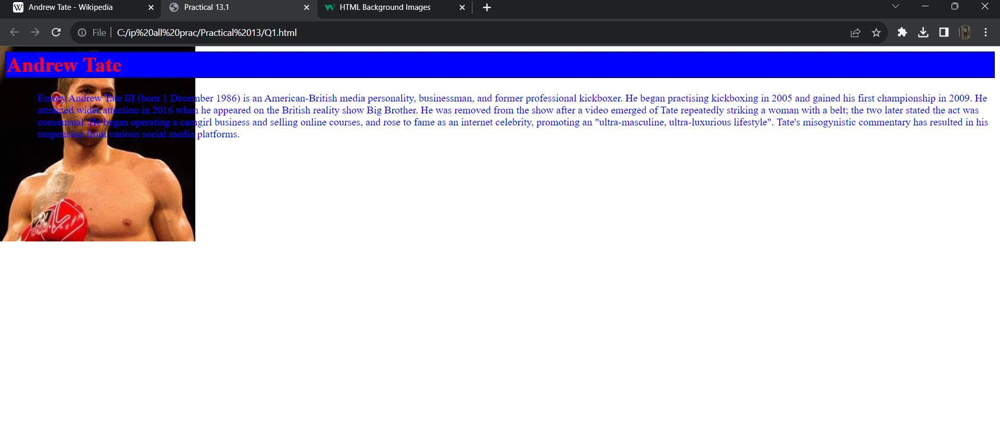 Andrew Tate - Wikipedia
Practical 13.1
HTML Background Images
File
C:/ip%20all%20prac/Practical%2013/Q1.html
Andrew Tate
Emory Andrew Tate III (born 1 December 1986) is an American-British media personality, businessman, and former professional kickboxer. He began practising kickboxing in 2005 and gained his first championship in 2009. He
attracted wider attention in 2016 when he appeared on the British reality show Big Brother. He was removed from the show after a video emerged of Tate repeatedly striking a woman with a belt; the two later stated the act was
consensual. He began operating a camgirl business and selling online courses, and rose to fame as an internet celebrity, promoting an "ultra-masculine, ultra-luxurious lifestyle". Tate's misogynistic commentary has resulted in his
suspension from various social media platforms.